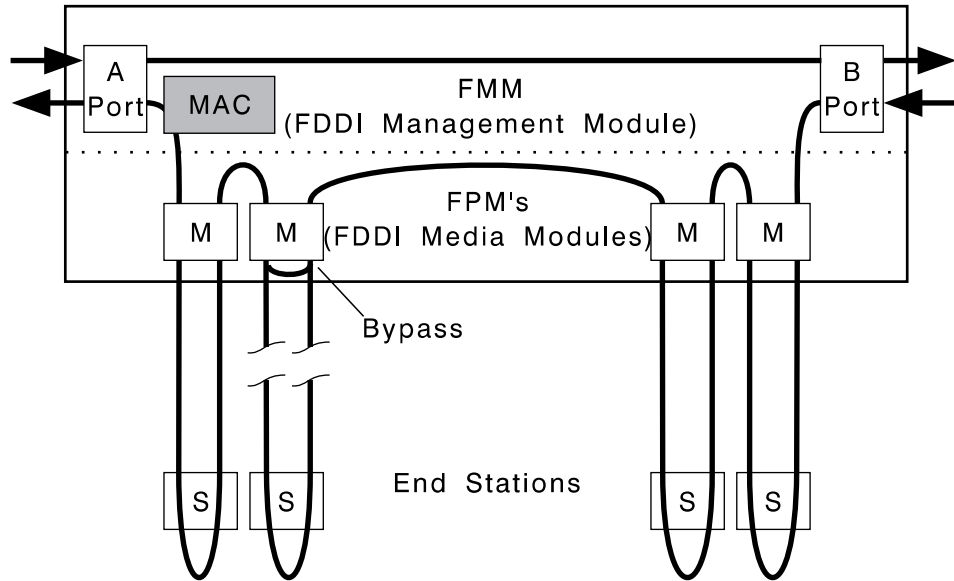 A
Port
MAC
FMM
(FDDI Management Module)
B
Port
M
M
FPM's
(FDDI Media Modules)
M
M
Bypass
S
S
End Stations
S
S